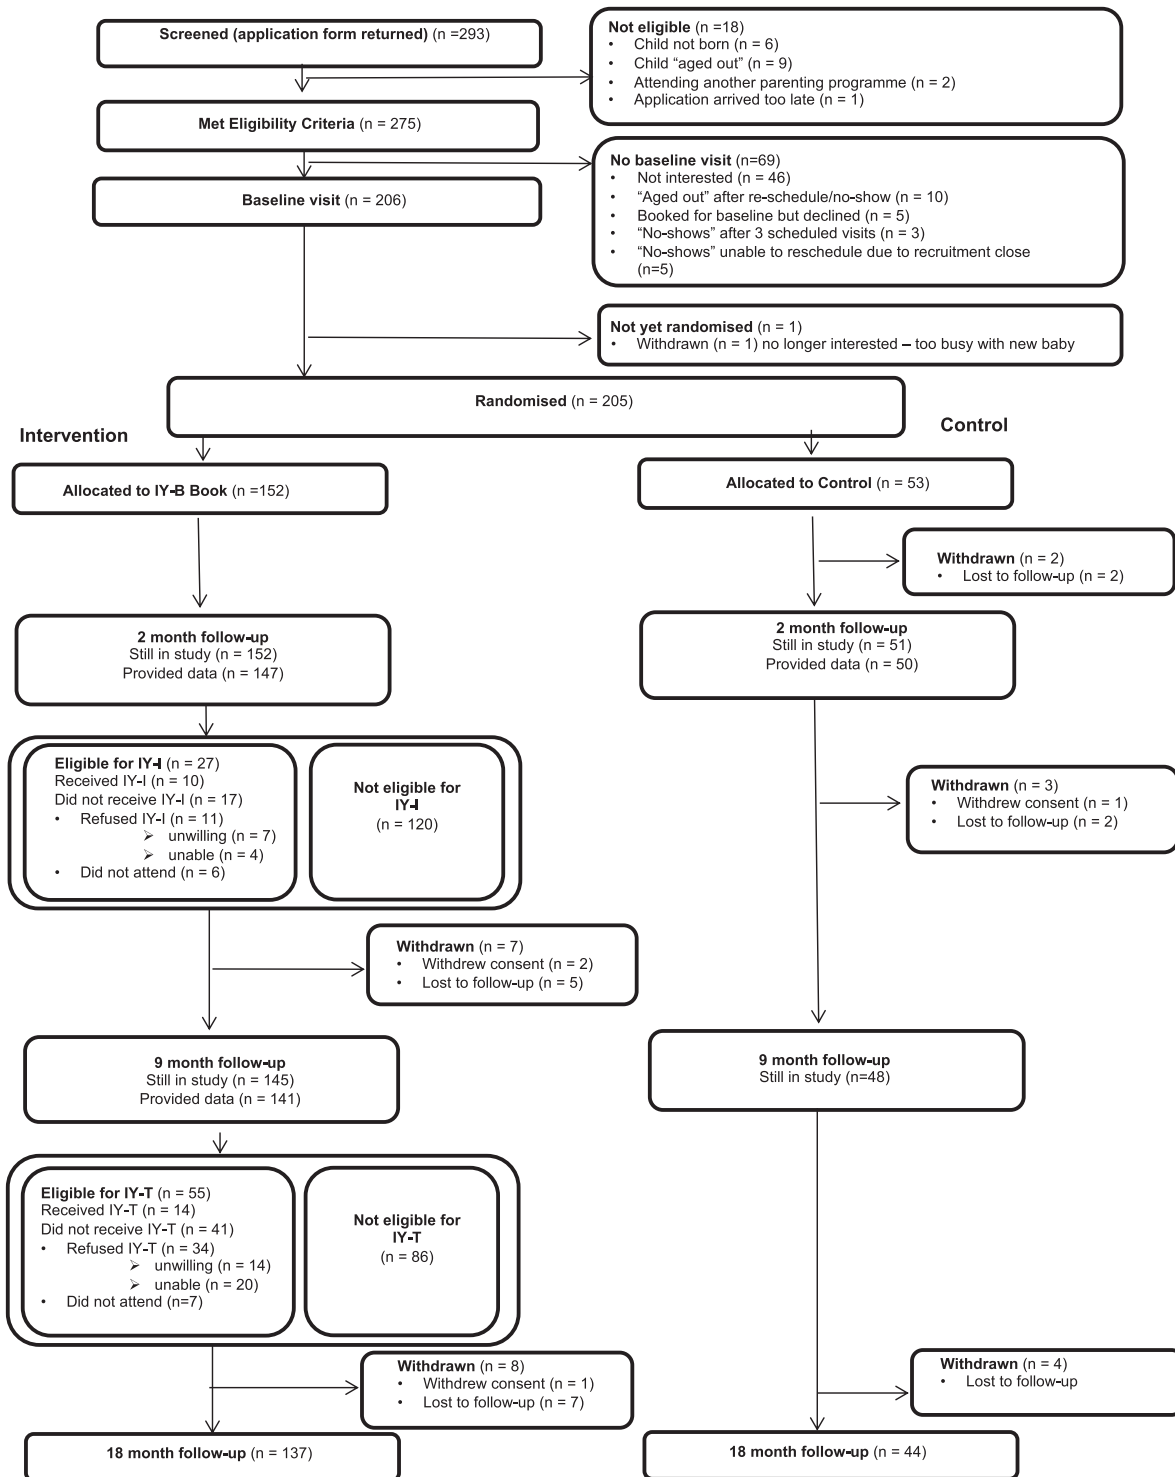 Screened (application form returned) (n =293)
Not eligible (n =18)
• Child not born (n = 6)
• Child “aged out” (n = 9)
• Attending another parenting programme (n = 2)
• Application arrived too late (n = 1)
Met Eligibility Criteria (n = 275)
No baseline visit (n=69)
• Not interested (n = 46)
• “Aged out” after re-schedule/no-show (n = 10)
• Booked for baseline but declined (n = 5)
• “No-shows” after 3 scheduled visits (n = 3)
• “No-shows” unable to reschedule due to recruitment close
(n=5)
Baseline visit (n = 206)
Not yet randomised (n = 1)
• Withdrawn (n = 1) no longer interested – too busy with new baby
Randomised (n = 205)
Intervention
Control
Allocated to IY-B Book (n =152)
Allocated to Control (n = 53)
Withdrawn (n = 2)
• Lost to follow-up (n = 2)
2 month follow-up
Still in study (n = 152)
Provided data (n = 147)
2 month follow-up
Still in study (n = 51)
Provided data (n = 50)
Eligible for IY-I (n = 27)
Received IY-I (n = 10)
Did not receive IY-I (n = 17)
• Refused IY-I (n = 11)
➢ unwilling (n = 7)
➢ unable (n = 4)
• Did not attend (n = 6)
Not eligible for
IY-I
(n = 120)
Withdrawn (n = 3)
• Withdrew consent (n = 1)
• Lost to follow-up (n = 2)
Withdrawn (n = 7)
• Withdrew consent (n = 2)
• Lost to follow-up (n = 5)
9 month follow-up
Still in study (n = 145)
Provided data (n = 141)
9 month follow-up
Still in study (n=48)
Eligible for IY-T (n = 55)
Received IY-T (n = 14)
Did not receive IY-T (n = 41)
• Refused IY-T (n = 34)
➢ unwilling (n = 14)
➢ unable (n = 20)
• Did not attend (n=7)
Not eligible for
IY-T
(n = 86)
Withdrawn (n = 8)
• Withdrew consent (n = 1)
• Lost to follow-up (n = 7)
Withdrawn (n = 4)
• Lost to follow-up
18 month follow-up (n = 137)
18 month follow-up (n = 44)